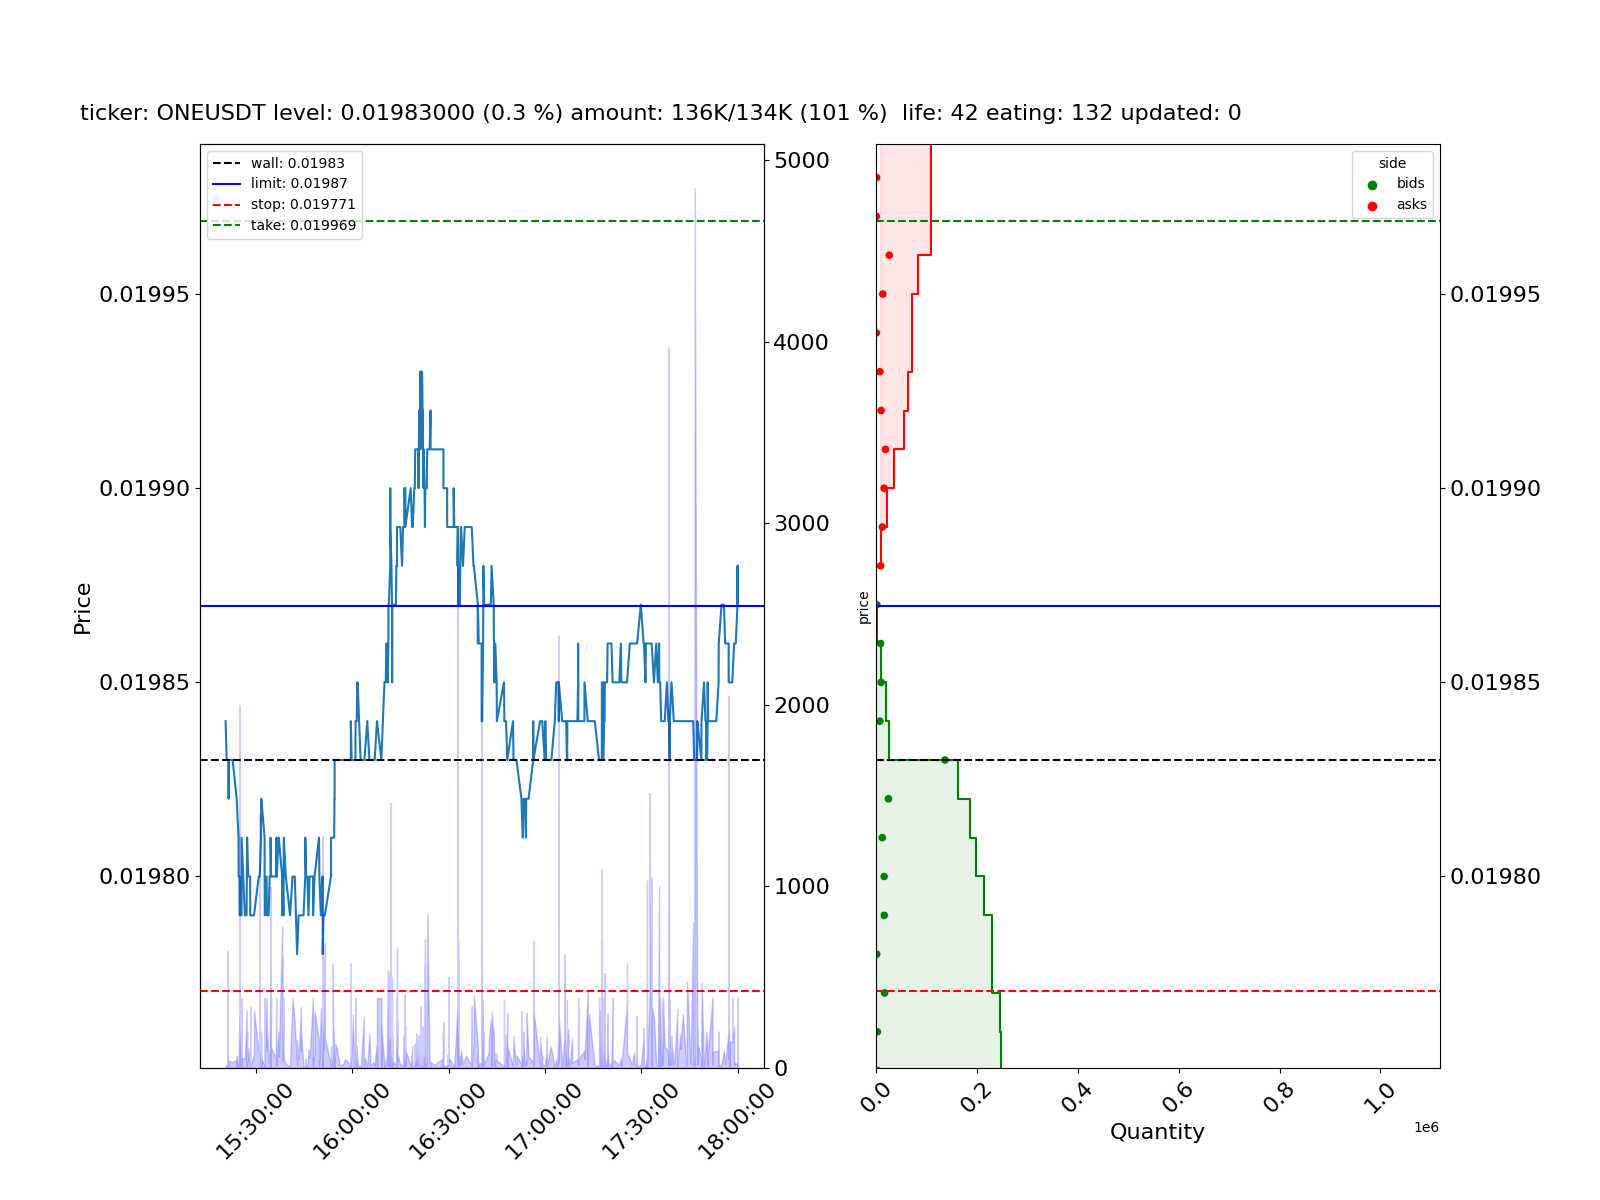 ticker: ONEUSDT level: 0.01983000 (0.3 %) amount: 136K/134K (101 %)  life: 42 eating: 132 updated: 0
wall: 0.01983
limit: 0.01987
stop: 0.019771
take: 0.019969
Price
0.01995
0.01990
0.01985
0.01980
5000
4000
3000
2000
1000
0
15:30:00
16:00:00
16:30:00
17:00:00
17:30:00
18:00:00
side
bids
asks
price
0.01995
0.01990
0.01985
0.01980
0.0
0.2
0.4
0.6
0.8
1.0
1e6
Quantity